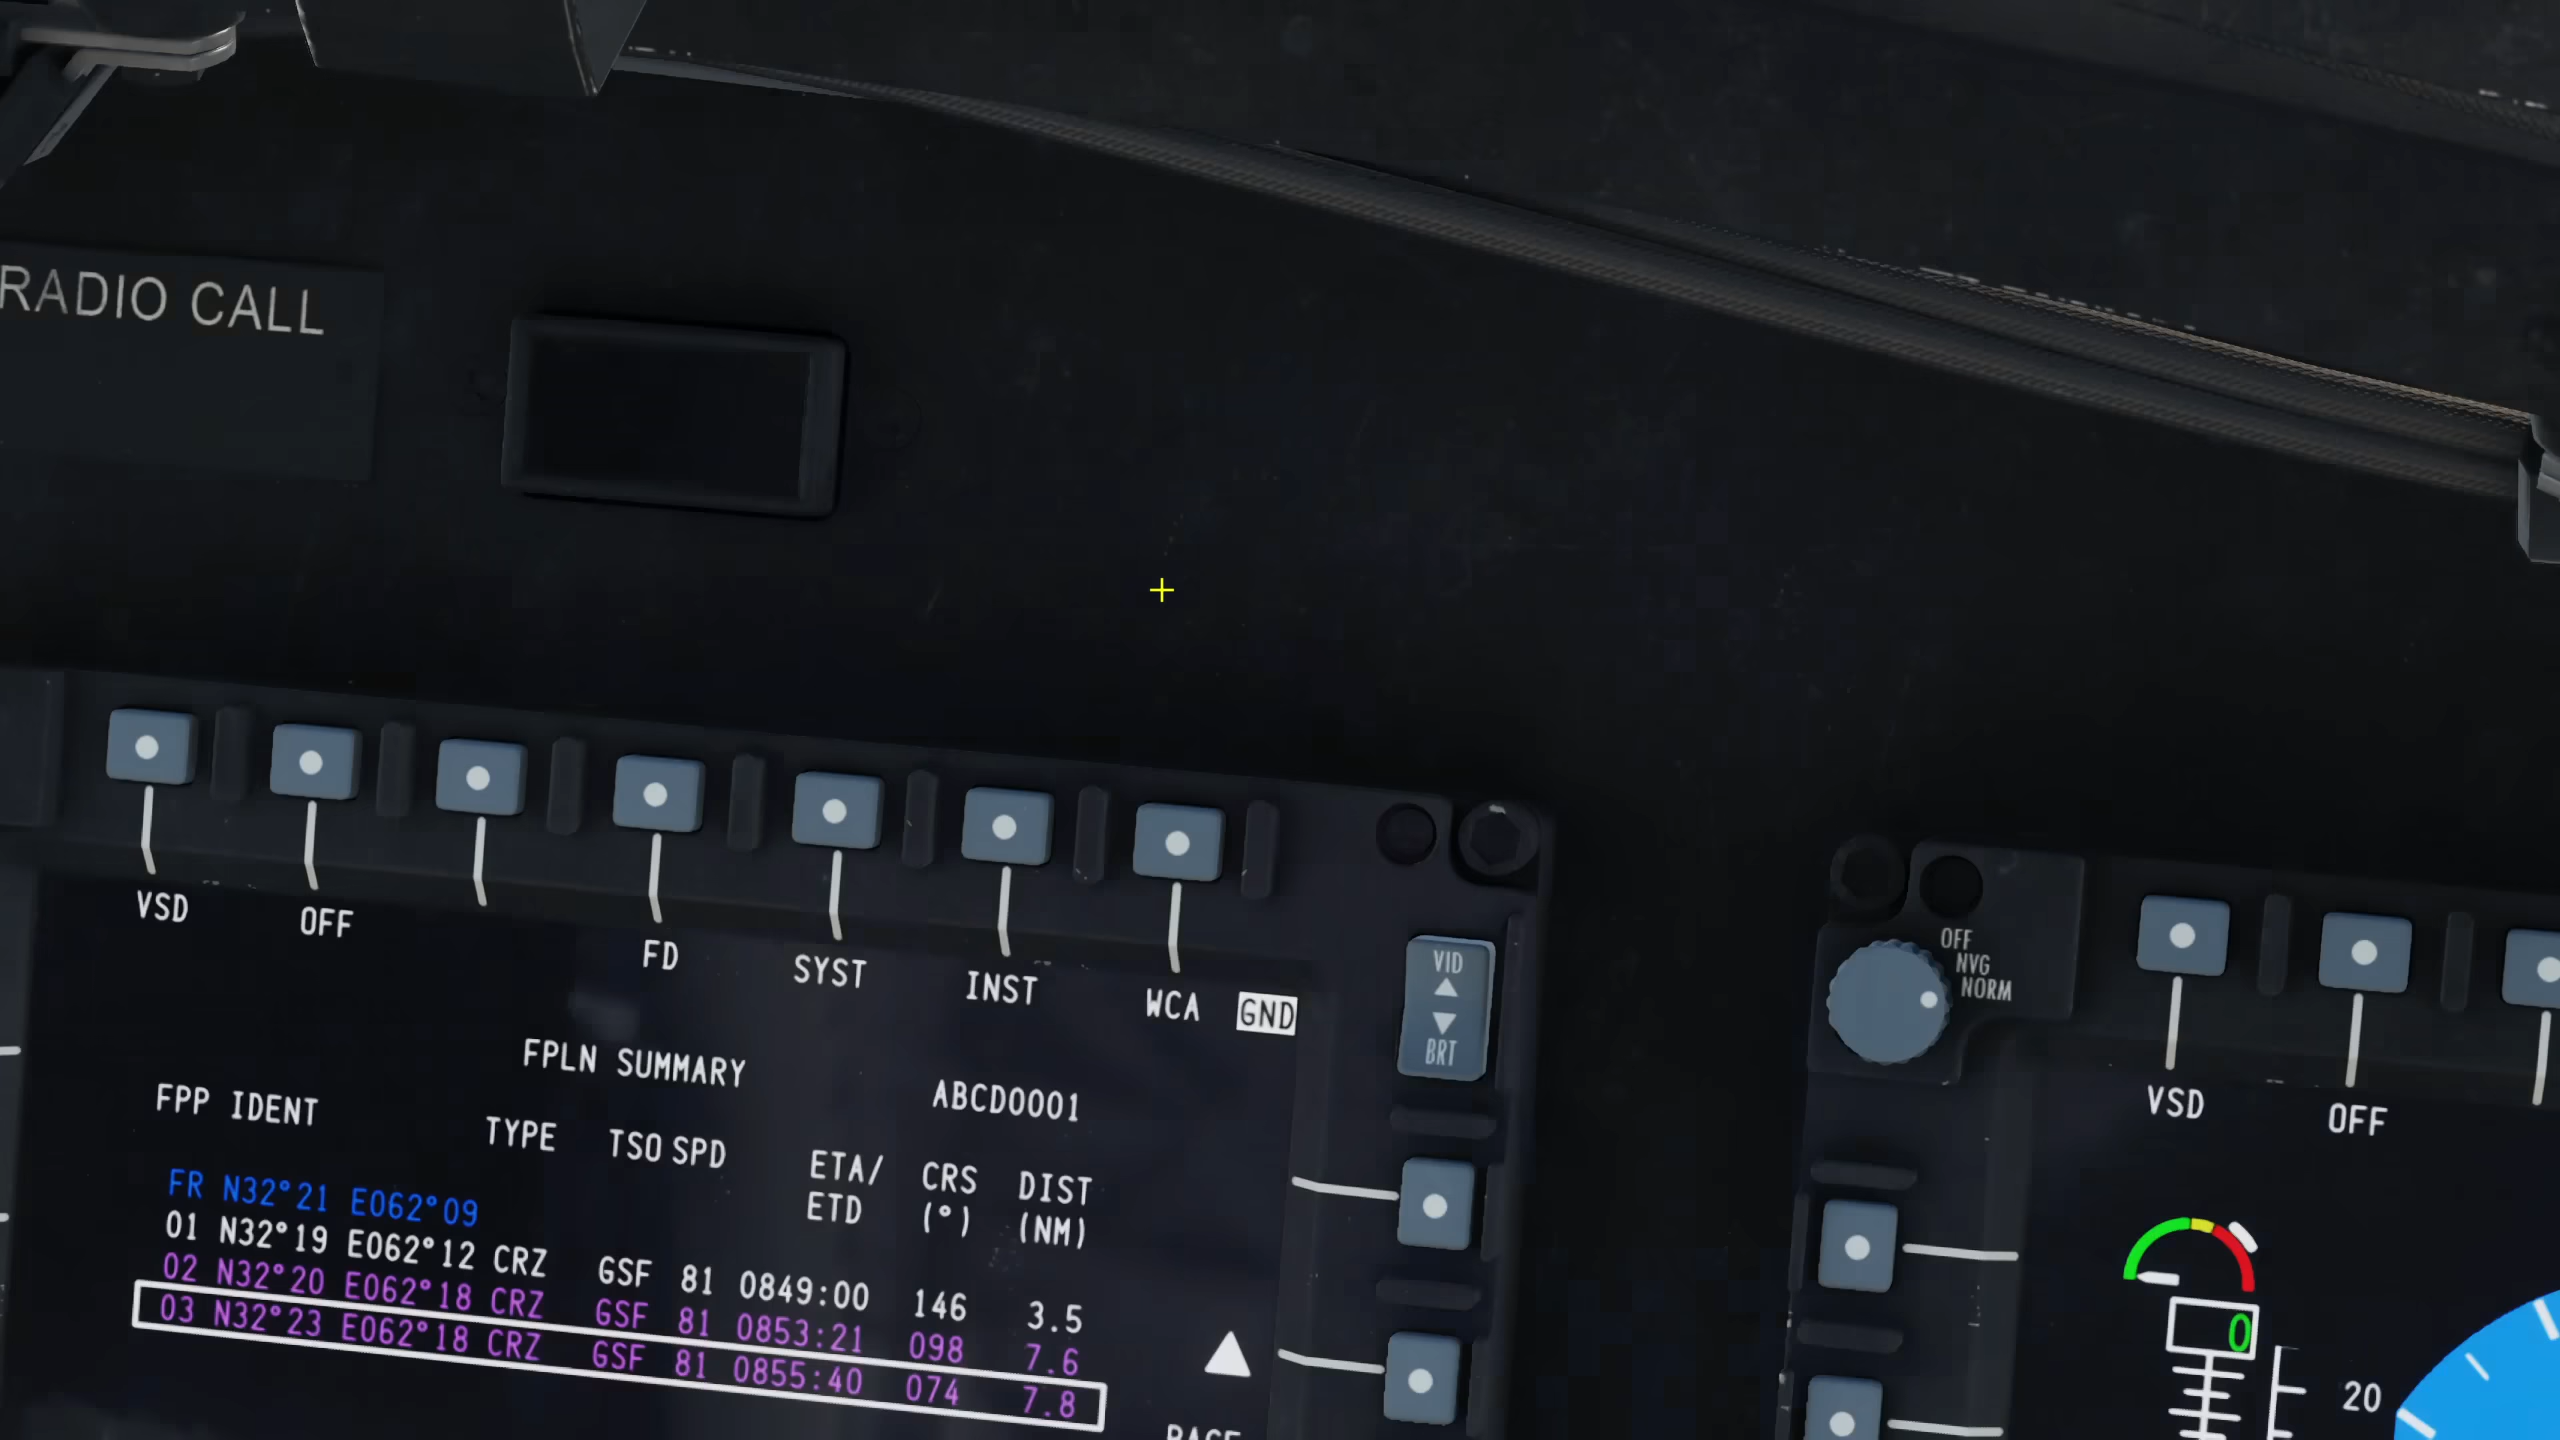 RADIO CALL
VSD OFF FD SYST INST WCA GND
VID
BRT
OFF
NVG
NORM
VSD OFF
FPLN SUMMARY ABCD0001
FPP IDENT TYPE TSO SPD ETA/ CRS DIST
ETD (°) (NM)
FR N32°21 E062°09
01 N32°19 E062°12 CRZ GSF 81 0849:00 146 3.5
02 N32°20 E062°18 CRZ GSF 81 0853:21 098 7.6
03 N32°23 E062°18 CRZ GSF 81 0855:40 074 7.8
0
20